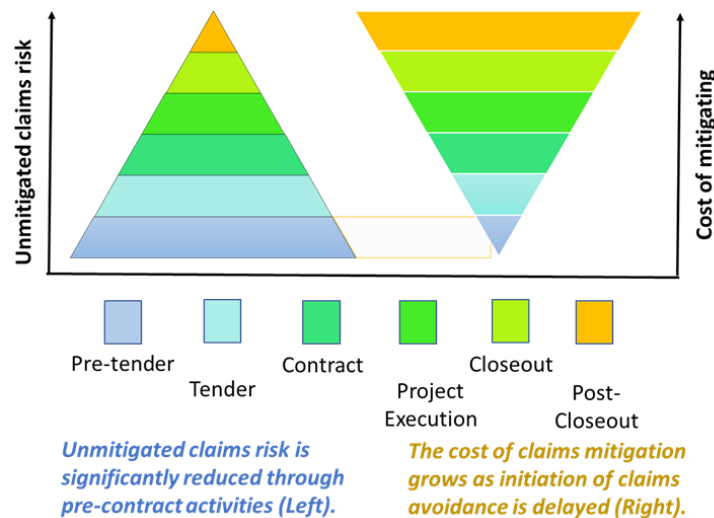 Unmitigated claims risk
Cost of mitigating
Pre-tender
Tender
Contract
Project
Execution
Closeout
Post-
Closeout
Unmitigated claims risk is
significantly reduced through
pre-contract activities (Left).
The cost of claims mitigation
grows as initiation of claims
avoidance is delayed (Right).